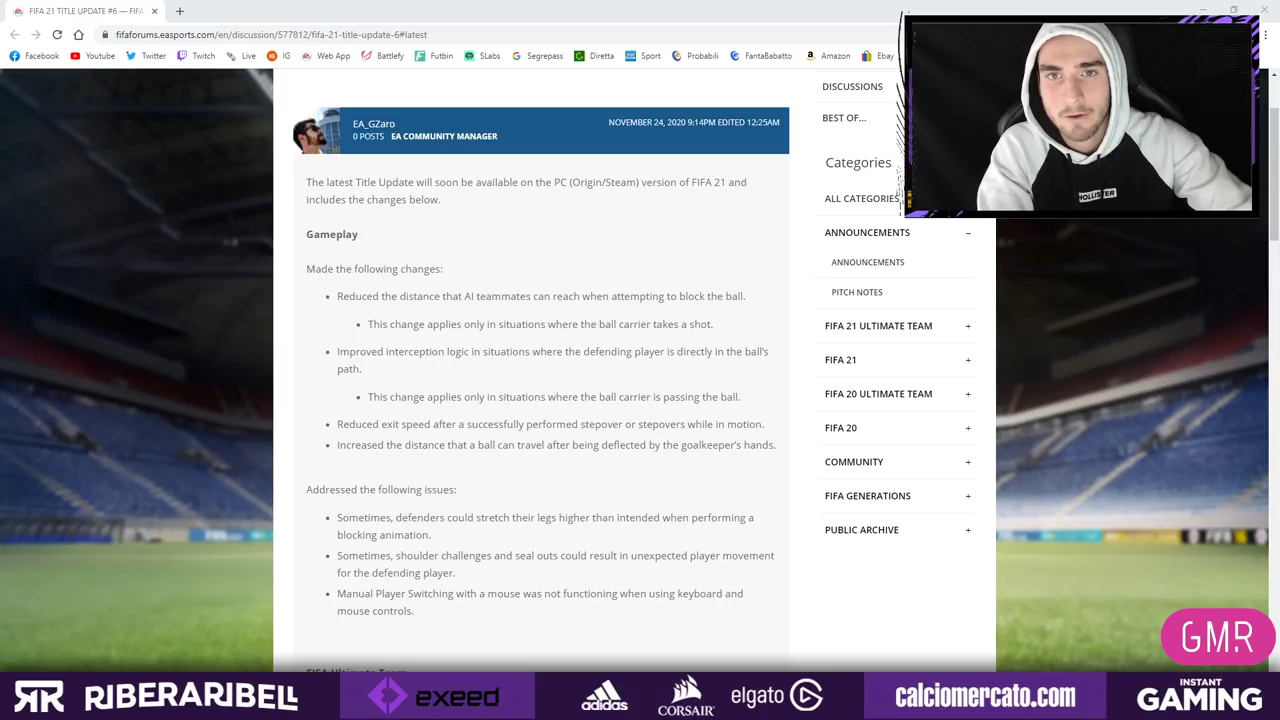 FIFA 21 TITLE UPDATE #6 — FIFA
fifaforums.easports.com/en/discussion/577812/fifa-21-title-update-6#latest
Facebook Youtube Twitter Twitch Live IG Web App Battlefy Futbin SLabs Segrepass Diretta Sport Probabili FantaBabatto Amazon Ebay
DISCUSSIONS
BEST OF...
EA_GZaro
0 POSTS EA COMMUNITY MANAGER
NOVEMBER 24, 2020 9:14PM EDITED 12:25AM
The latest Title Update will soon be available on the PC (Origin/Steam) version of FIFA 21 and
includes the changes below.
Gameplay
Made the following changes:
• Reduced the distance that AI teammates can reach when attempting to block the ball.
• This change applies only in situations where the ball carrier takes a shot.
• Improved interception logic in situations where the defending player is directly in the ball's
path.
• This change applies only in situations where the ball carrier is passing the ball.
• Reduced exit speed after a successfully performed stepover or stepovers while in motion.
• Increased the distance that a ball can travel after being deflected by the goalkeeper's hands.
Addressed the following issues:
• Sometimes, defenders could stretch their legs higher than intended when performing a
blocking animation.
• Sometimes, shoulder challenges and seal outs could result in unexpected player movement
for the defending player.
• Manual Player Switching with a mouse was not functioning when using keyboard and
mouse controls.
FIFA Ultimate Team
Categories
ALL CATEGORIES
ANNOUNCEMENTS –
ANNOUNCEMENTS
PITCH NOTES
FIFA 21 ULTIMATE TEAM +
FIFA 21 +
FIFA 20 ULTIMATE TEAM +
FIFA 20 +
COMMUNITY +
FIFA GENERATIONS +
PUBLIC ARCHIVE +
HOLLISTER
GMR
RR RIBERARIBELL exeed adidas CORSAIR elgato calciomercato.com INSTANT
GAMING